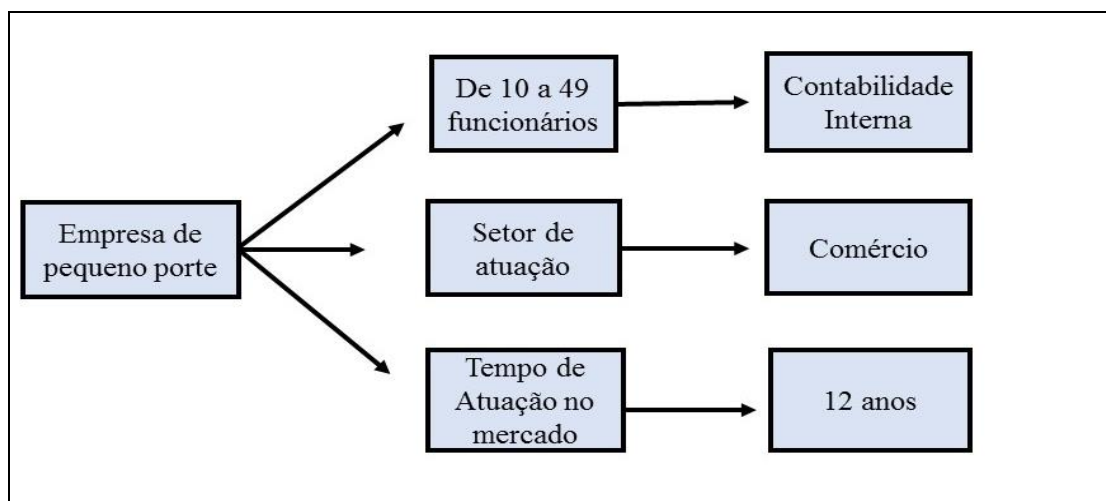 Empresa de
pequeno porte
De 10 a 49
funcionários
Contabilidade
Interna
Setor de
atuação
Comércio
Tempo de
Atuação no
mercado
12 anos